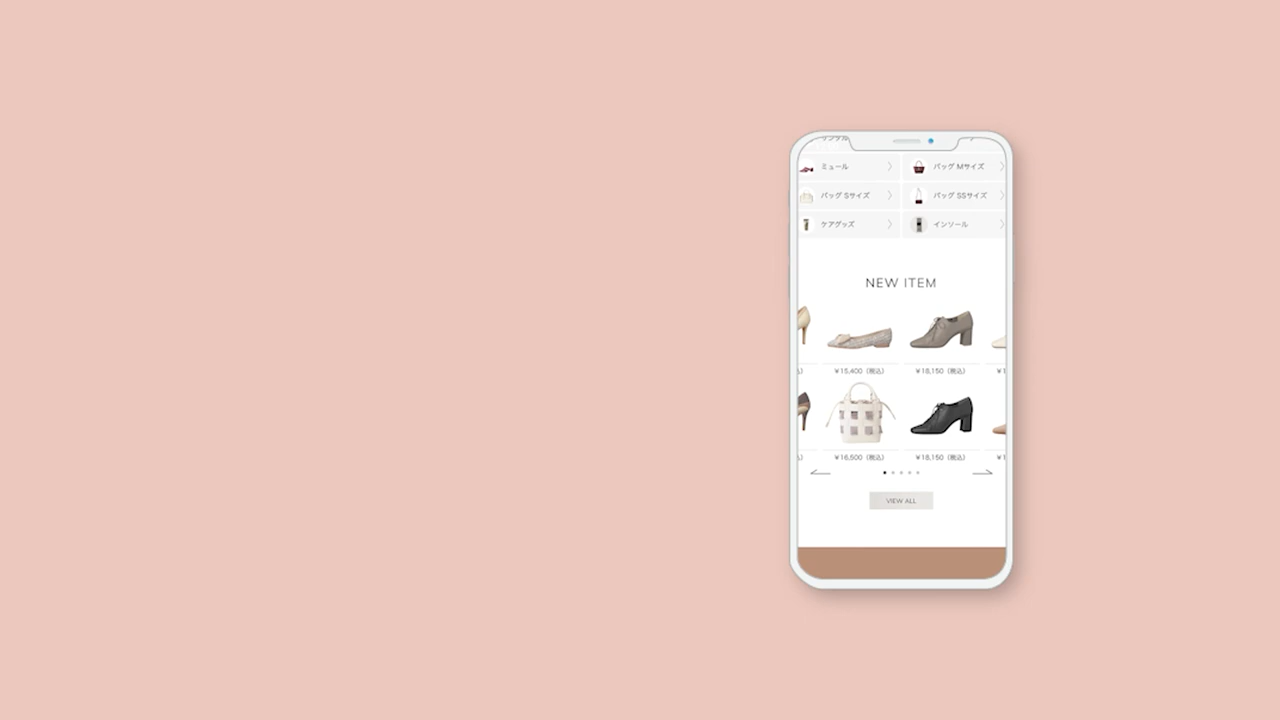 ミュール
バッグ Mサイズ
バッグ Sサイズ
バッグ SSサイズ
ケアグッズ
インソール
NEW ITEM
¥15,400（税込）
¥18,150（税込）
¥16,500（税込）
¥18,150（税込）
VIEW ALL